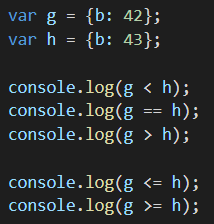 var g = {b: 42};
var h = {b: 43};
console.log(g < h);
console.log(g == h);
console.log(g > h);
console.log(g <= h);
console.log(g >= h);